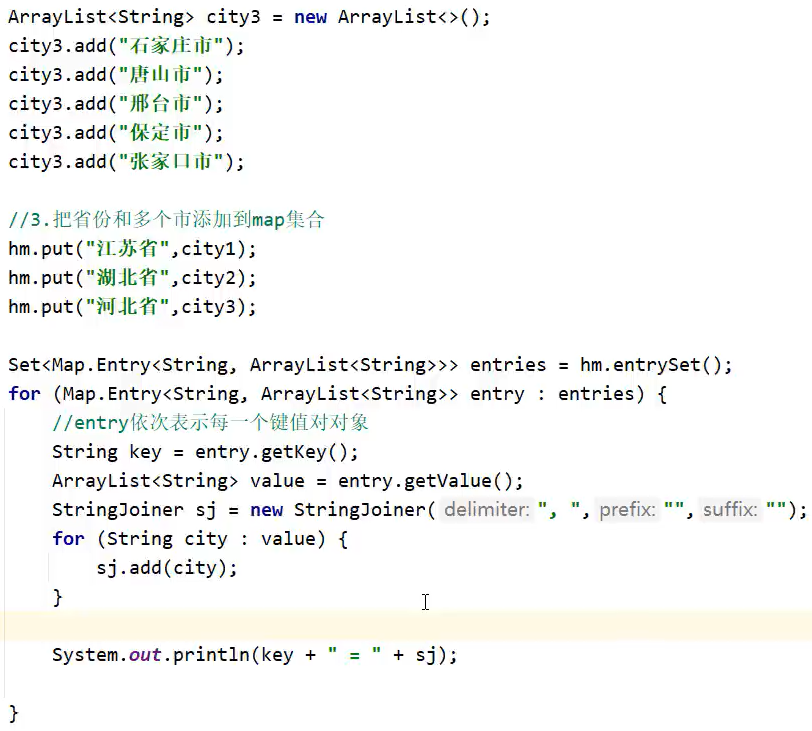 ArrayList<String> city3 = new ArrayList<>();
city3.add("石家庄市");
city3.add("唐山市");
city3.add("邢台市");
city3.add("保定市");
city3.add("张家口市");
//3.把省份和多个市添加到map集合
hm.put("江苏省",city1);
hm.put("湖北省",city2);
hm.put("河北省",city3);
Set<Map.Entry<String, ArrayList<String>>> entries = hm.entrySet();
for (Map.Entry<String, ArrayList<String>> entry : entries) {
//entry依次表示每一个键值对对象
String key = entry.getKey();
ArrayList<String> value = entry.getValue();
StringJoiner sj = new StringJoiner( delimiter: ", ", prefix: "", suffix: "");
for (String city : value) {
sj.add(city);
}
System.out.println(key + " = " + sj);
}